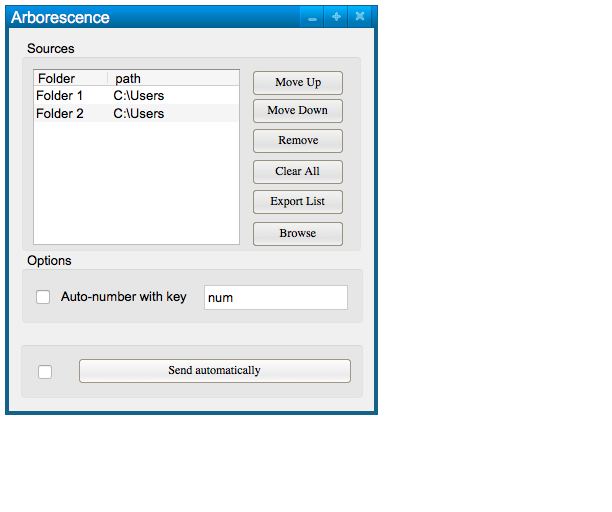 Arborescence
Sources
Folder path
Folder 1 C:\Users
Folder 2 C:\Users
Move Up
Move Down
Remove
Clear All
Export List
Browse
Options
Auto-number with key num
Send automatically